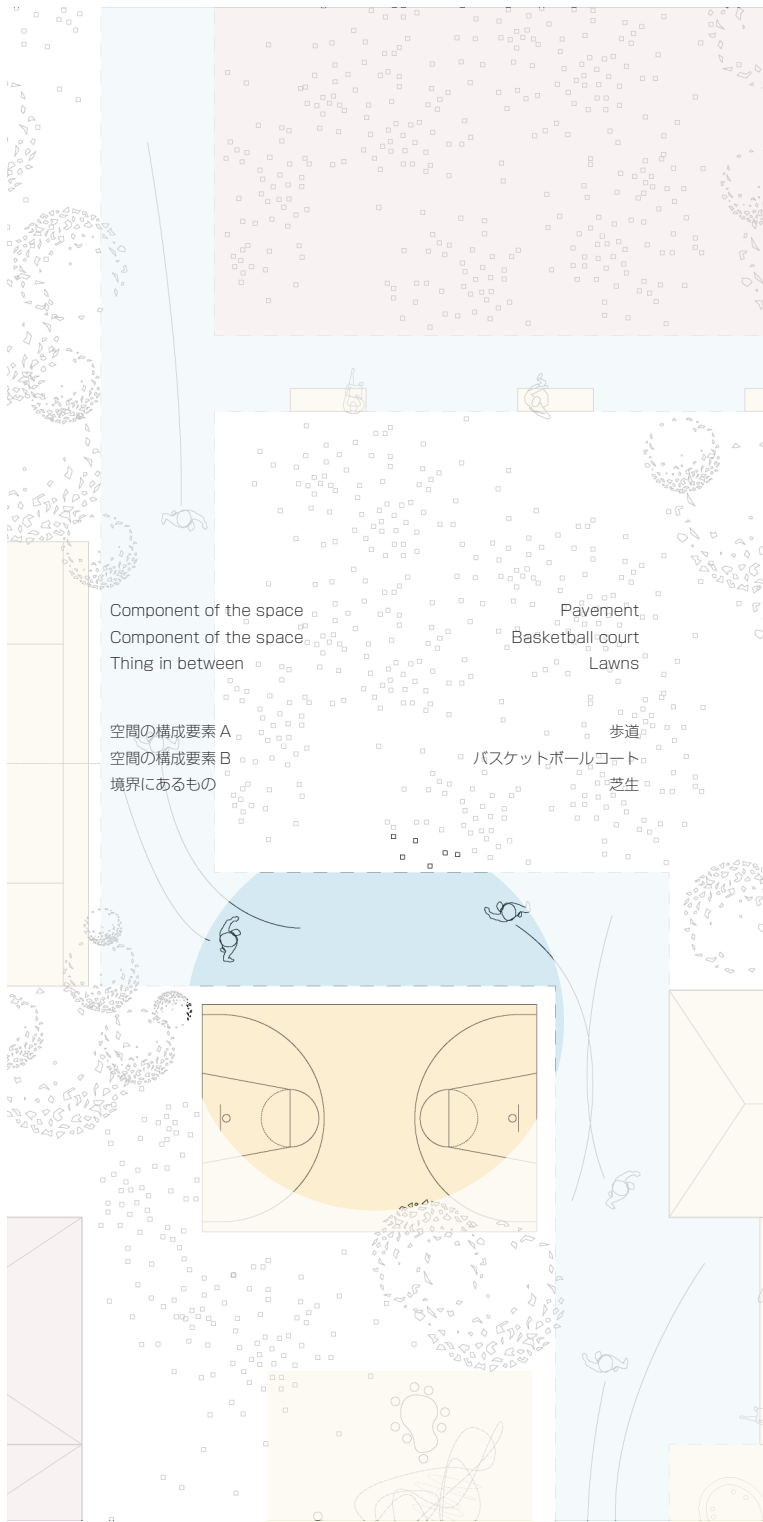 Component of the space Pavement
Component of the space Basketball court
Thing in between Lawns
空間の構成要素 A 歩道
空間の構成要素 B バスケットボールコート
境界にあるもの 芝生